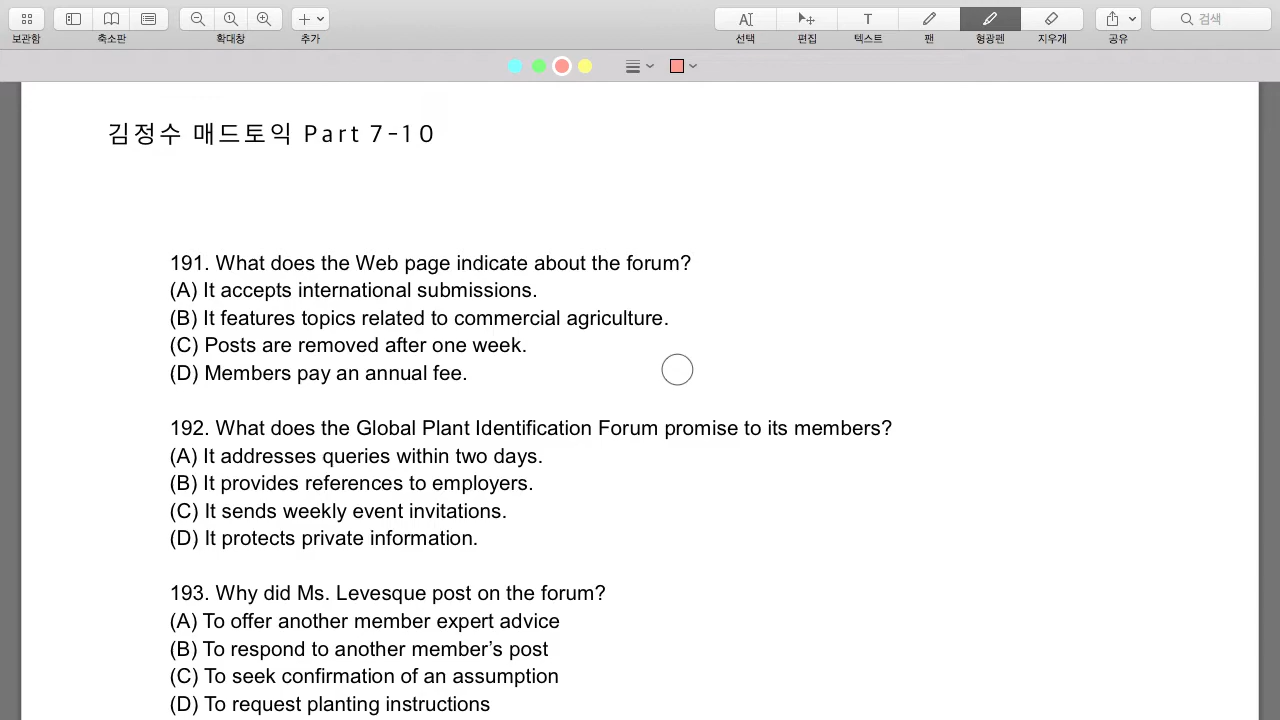 보관함
축소판
확대창
추가
선택
편집
텍스트
펜
형광펜
지우개
공유
검색
김정수 매드토익 Part 7-10
191. What does the Web page indicate about the forum?
(A) It accepts international submissions.
(B) It features topics related to commercial agriculture.
(C) Posts are removed after one week.
(D) Members pay an annual fee.
192. What does the Global Plant Identification Forum promise to its members?
(A) It addresses queries within two days.
(B) It provides references to employers.
(C) It sends weekly event invitations.
(D) It protects private information.
193. Why did Ms. Levesque post on the forum?
(A) To offer another member expert advice
(B) To respond to another member’s post
(C) To seek confirmation of an assumption
(D) To request planting instructions